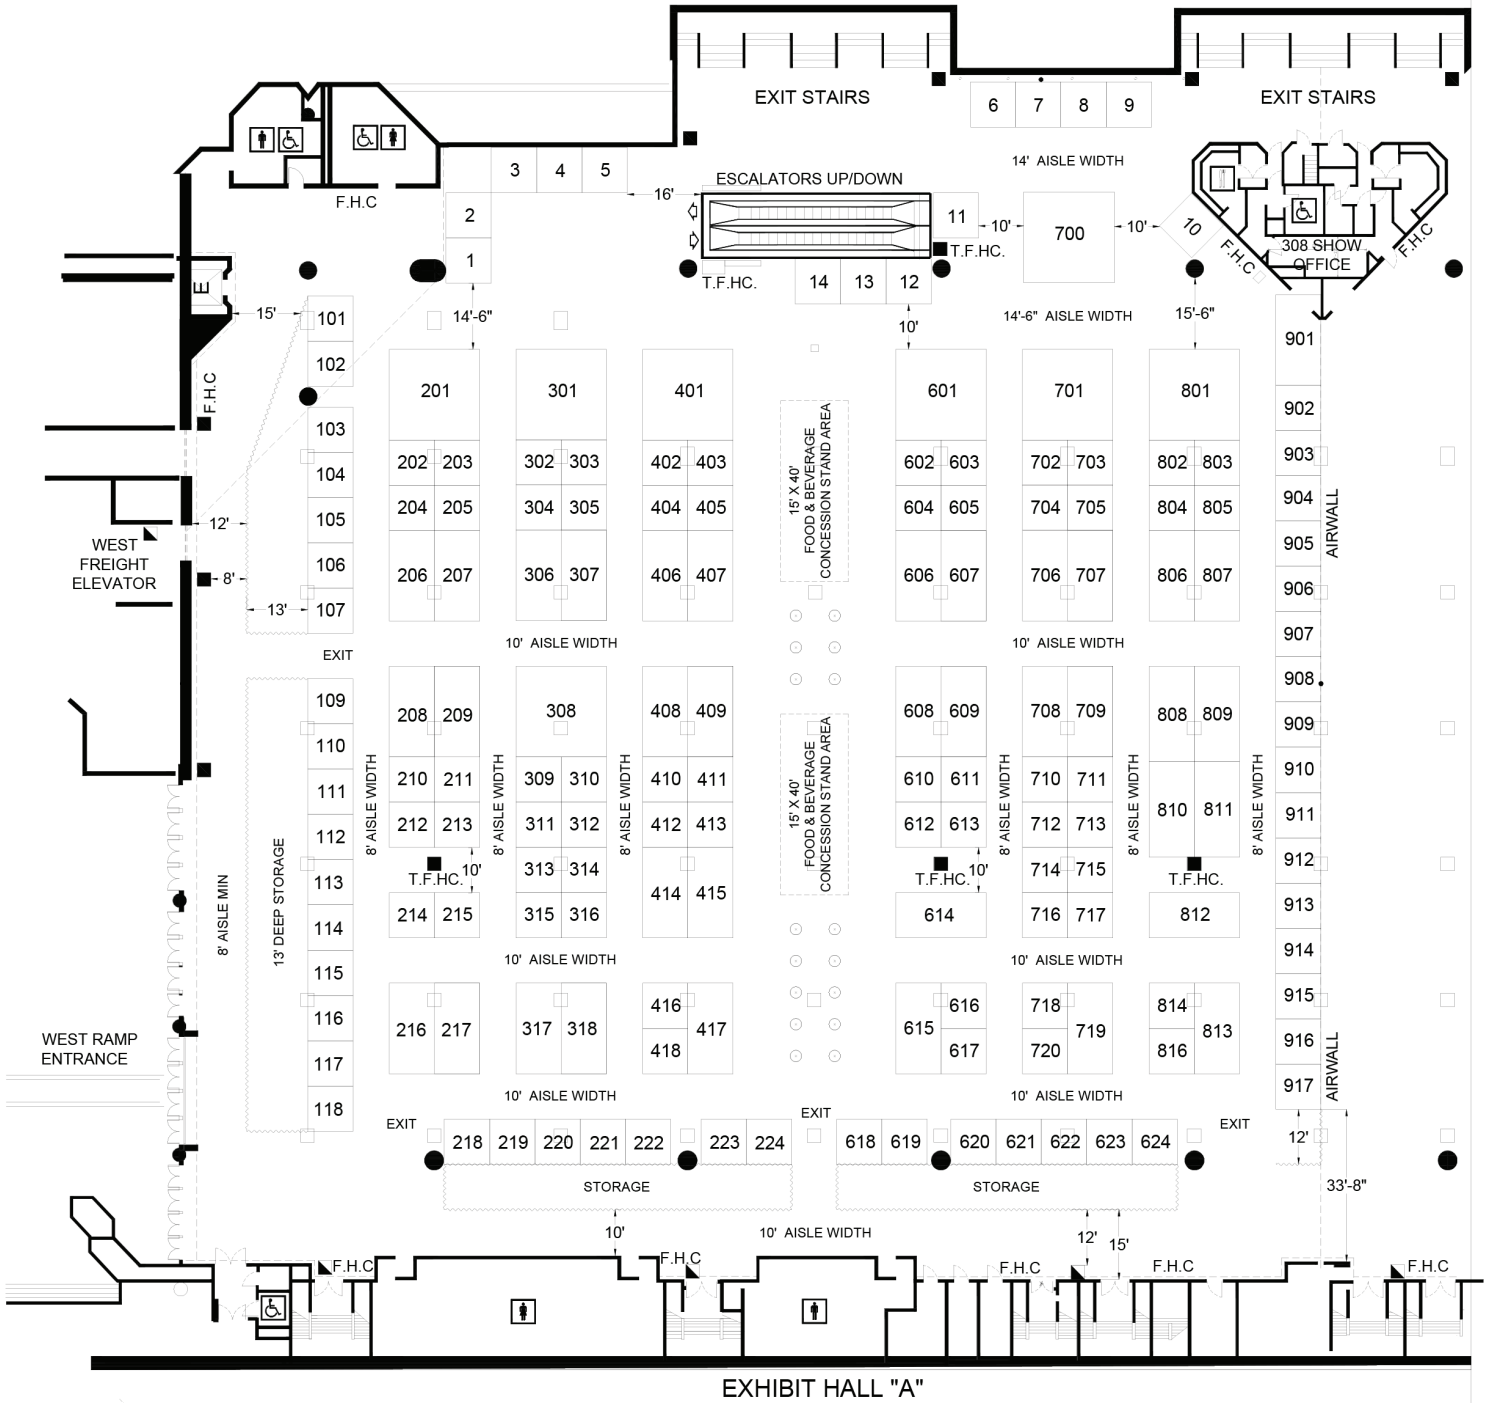 EXIT STAIRS
EXIT STAIRS
6 7 8 9
14' AISLE WIDTH
3 4 5
ESCALATORS UP/DOWN
16'
F.H.C
2
11
10'
700
10'
10
F.H.C
F.H.C
308 SHOW
OFFICE
1
T.F.HC.
T.F.HC.
14 13 12
E
15'
101
14'-6"
10'
14'-6" AISLE WIDTH
15'-6"
901
102
F.H.C
201 301 401 601 701 801
902
103
202 203 302 303 402 403 602 603 702 703 802 803 903
104
15' X 40'
FOOD & BEVERAGE
CONCESSION STAND AREA
204 205 304 305 404 405 604 605 704 705 804 805 904
12'
105
AIRWALL
905
WEST
FREIGHT
ELEVATOR
8'
106
206 207 306 307 406 407 606 607 706 707 806 807 906
13'
107
10' AISLE WIDTH
10' AISLE WIDTH
907
EXIT
908
109
208 209 308 408 409 608 609 708 709 808 809
909
110
210 211 309 310 410 411 610 611 710 711
910
111
8' AISLE WIDTH
8' AISLE WIDTH
8' AISLE WIDTH
15' X 40'
FOOD & BEVERAGE
CONCESSION STAND AREA
8' AISLE WIDTH
8' AISLE WIDTH
8' AISLE WIDTH
810 811
911
112
212 213 311 312 412 413 612 613 712 713
912
113
T.F.HC.
10'
313 314
T.F.HC.
10'
714 715
T.F.HC.
414 415
913
114
214 215 315 316 614 716 717 812
8' AISLE MIN
13' DEEP STORAGE
914
10' AISLE WIDTH
10' AISLE WIDTH
115
915
116
216 217 317 318 416 417 418 615 616 617 718 719 720 814 813 816
916
WEST RAMP
ENTRANCE
117
AIRWALL
917
10' AISLE WIDTH
10' AISLE WIDTH
118
EXIT
EXIT
EXIT
218 219 220 221 222 223 224 618 619 620 621 622 623 624
12'
STORAGE
STORAGE
33'-8"
10'
10' AISLE WIDTH
12'
15'
F.H.C
F.H.C
F.H.C
F.H.C
F.H.C
EXHIBIT HALL "A"